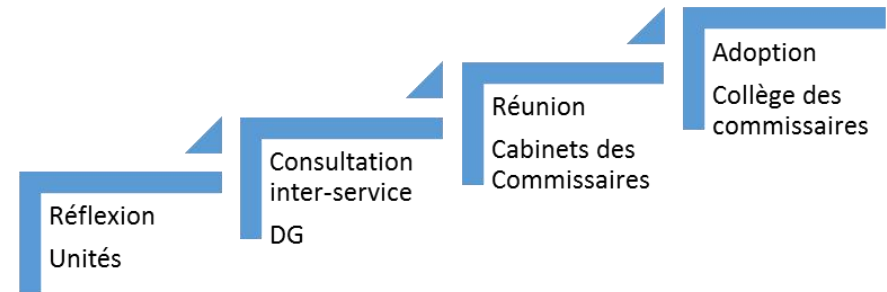 Réflexion
Unités
Consultation
inter-service
DG
Réunion
Cabinets des
Commissaires
Adoption
Collège des
commissaires